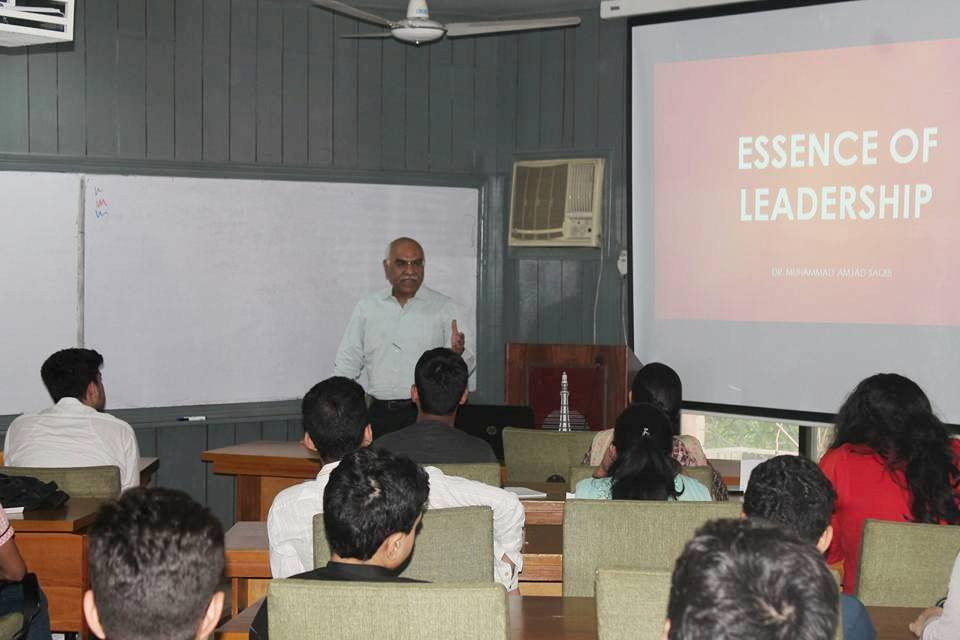 ESSENCE OF
LEADERSHIP
DR. MUHAMMAD AMJAD SAQIB